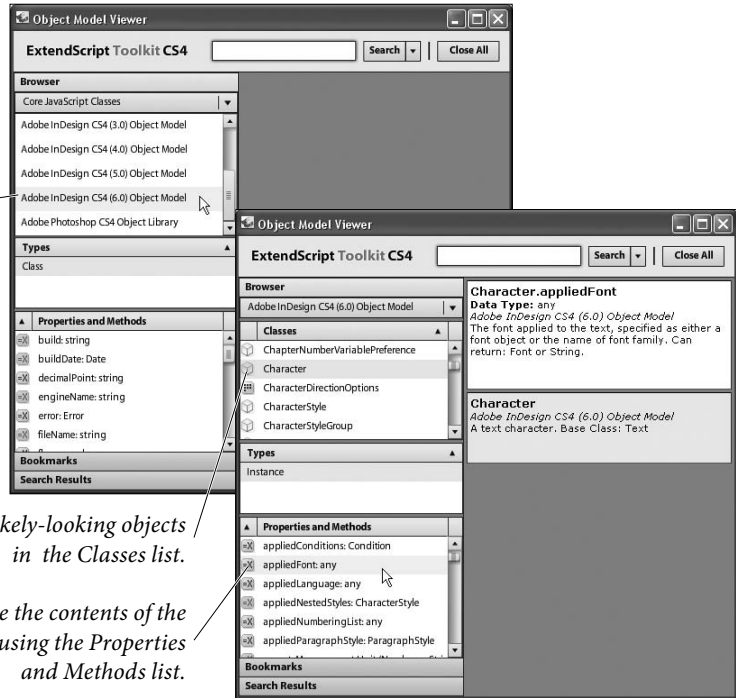 Object Model Viewer
ExtendScript Toolkit CS4
Search
Close All
Browser
Core JavaScript Classes
Adobe InDesign CS4 (3.0) Object Model
Adobe InDesign CS4 (4.0) Object Model
Adobe InDesign CS4 (5.0) Object Model
Adobe InDesign CS4 (6.0) Object Model
Adobe Photoshop CS4 Object Library
Types
Class
Properties and Methods
build: string
buildDate: Date
decimalPoint: string
engineName: string
error: Error
fileName: string
Bookmarks
Search Results
Object Model Viewer
ExtendScript Toolkit CS4
Search
Close All
Browser
Adobe InDesign CS4 (6.0) Object Model
Classes
ChapterNumberVariablePreference
Character
CharacterDirectionOptions
CharacterStyle
CharacterStyleGroup
Types
Instance
Properties and Methods
appliedConditions: Condition
appliedFont: any
appliedLanguage: any
appliedNestedStyles: CharacterStyle
appliedNumberingList: any
appliedParagraphStyle: ParagraphStyle
Bookmarks
Search Results
Character.appliedFont
Data Type: any
Adobe InDesign CS4 (6.0) Object Model
The font applied to the text, specified as either a
font object or the name of font family. Can
return: Font or String.
Character
Adobe InDesign CS4 (6.0) Object Model
A text character. Base Class: Text
kely-looking objects
in the Classes list.
e the contents of the
using the Properties
and Methods list.